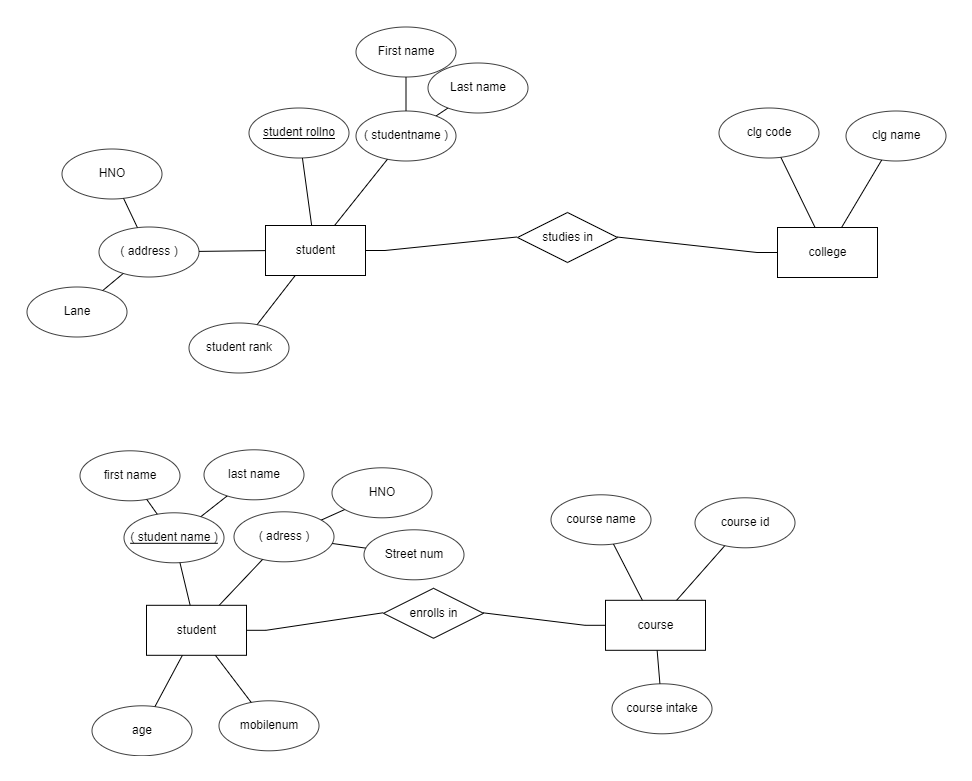 First name
Last name
student rollno
( studentname )
clg code
clg name
HNO
( address )
student
studies in
college
Lane
student rank
first name
last name
HNO
( student name )
( adress )
Street num
course name
course id
enrolls in
student
course
age
mobilenum
course intake